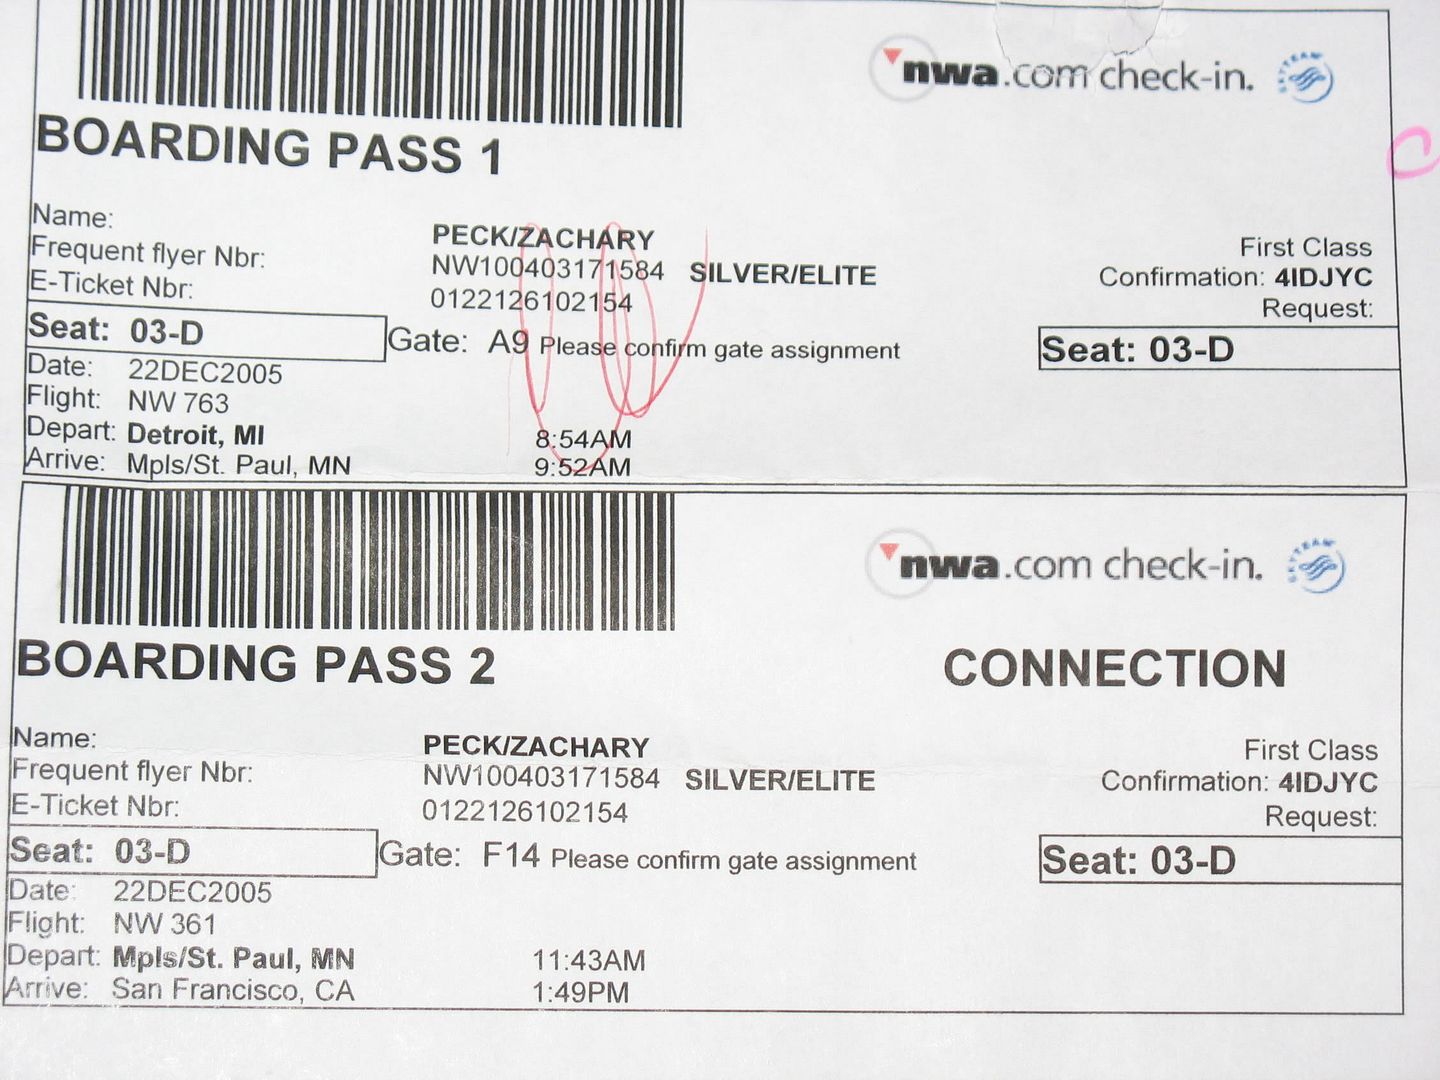 nwa.com check-in. SKYTEAM
BOARDING PASS 1
Name: PECK/ZACHARY
First Class
Frequent flyer Nbr: NW100403171584 SILVER/ELITE
Confirmation: 4IDJYC
E-Ticket Nbr: 0122126102154
Request:
Seat: 03-D Gate: A9 Please confirm gate assignment Seat: 03-D
Date: 22DEC2005
Flight: NW 763
Depart: Detroit, MI 8:54AM
Arrive: Mpls/St. Paul, MN 9:52AM
nwa.com check-in. SKYTEAM
BOARDING PASS 2 CONNECTION
Name: PECK/ZACHARY First Class
Frequent flyer Nbr: NW100403171584 SILVER/ELITE Confirmation: 4IDJYC
E-Ticket Nbr: 0122126102154 Request:
Seat: 03-D Gate: F14 Please confirm gate assignment Seat: 03-D
Date: 22DEC2005
Flight: NW 361
Depart: Mpls/St. Paul, MN 11:43AM
Arrive: San Francisco, CA 1:49PM